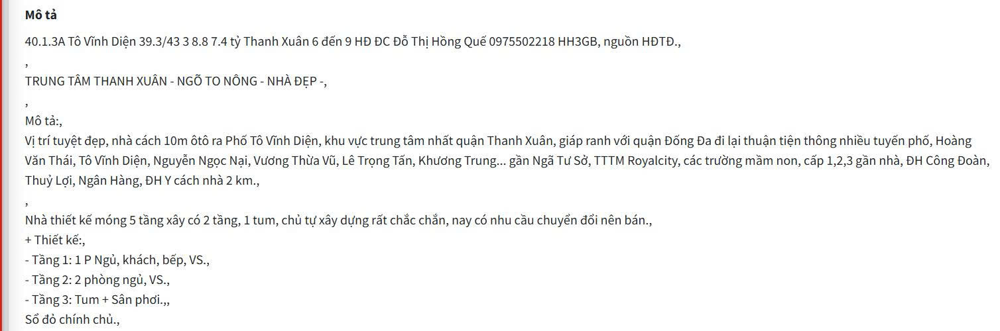 Mô tả
40.1.3A Tô Vĩnh Diện 39.3/43 3 8.8 7.4 tỷ Thanh Xuân 6 đến 9 HĐ ĐC Đỗ Thị Hồng Quế 0975502218 HH3GB, nguồn HĐTĐ.,
,
TRUNG TÂM THANH XUÂN - NGÕ TO NÔNG - NHÀ ĐẸP -,
,
Mô tả:,
Vị trí tuyệt đẹp, nhà cách 10m ôtô ra Phố Tô Vĩnh Diện, khu vực trung tâm nhất quận Thanh Xuân, giáp ranh với quận Đống Đa đi lại thuận tiện thông nhiều tuyến phố, Hoàng
Văn Thái, Tô Vĩnh Diện, Nguyễn Ngọc Nại, Vương Thừa Vũ, Lê Trọng Tấn, Khương Trung... gần Ngã Tư Sở, TTTM Royalcity, các trường mầm non, cấp 1,2,3 gần nhà, ĐH Công Đoàn,
Thuỷ Lợi, Ngân Hàng, ĐH Y cách nhà 2 km.,
,
Nhà thiết kế móng 5 tầng xây có 2 tầng, 1 tum, chủ tự xây dựng rất chắc chắn, nay có nhu cầu chuyển đổi nên bán.,
+ Thiết kế:,
- Tầng 1: 1 P Ngủ, khách, bếp, VS.,
- Tầng 2: 2 phòng ngủ, VS.,
- Tầng 3: Tum + Sân phơi.,,
Sổ đỏ chính chủ.,